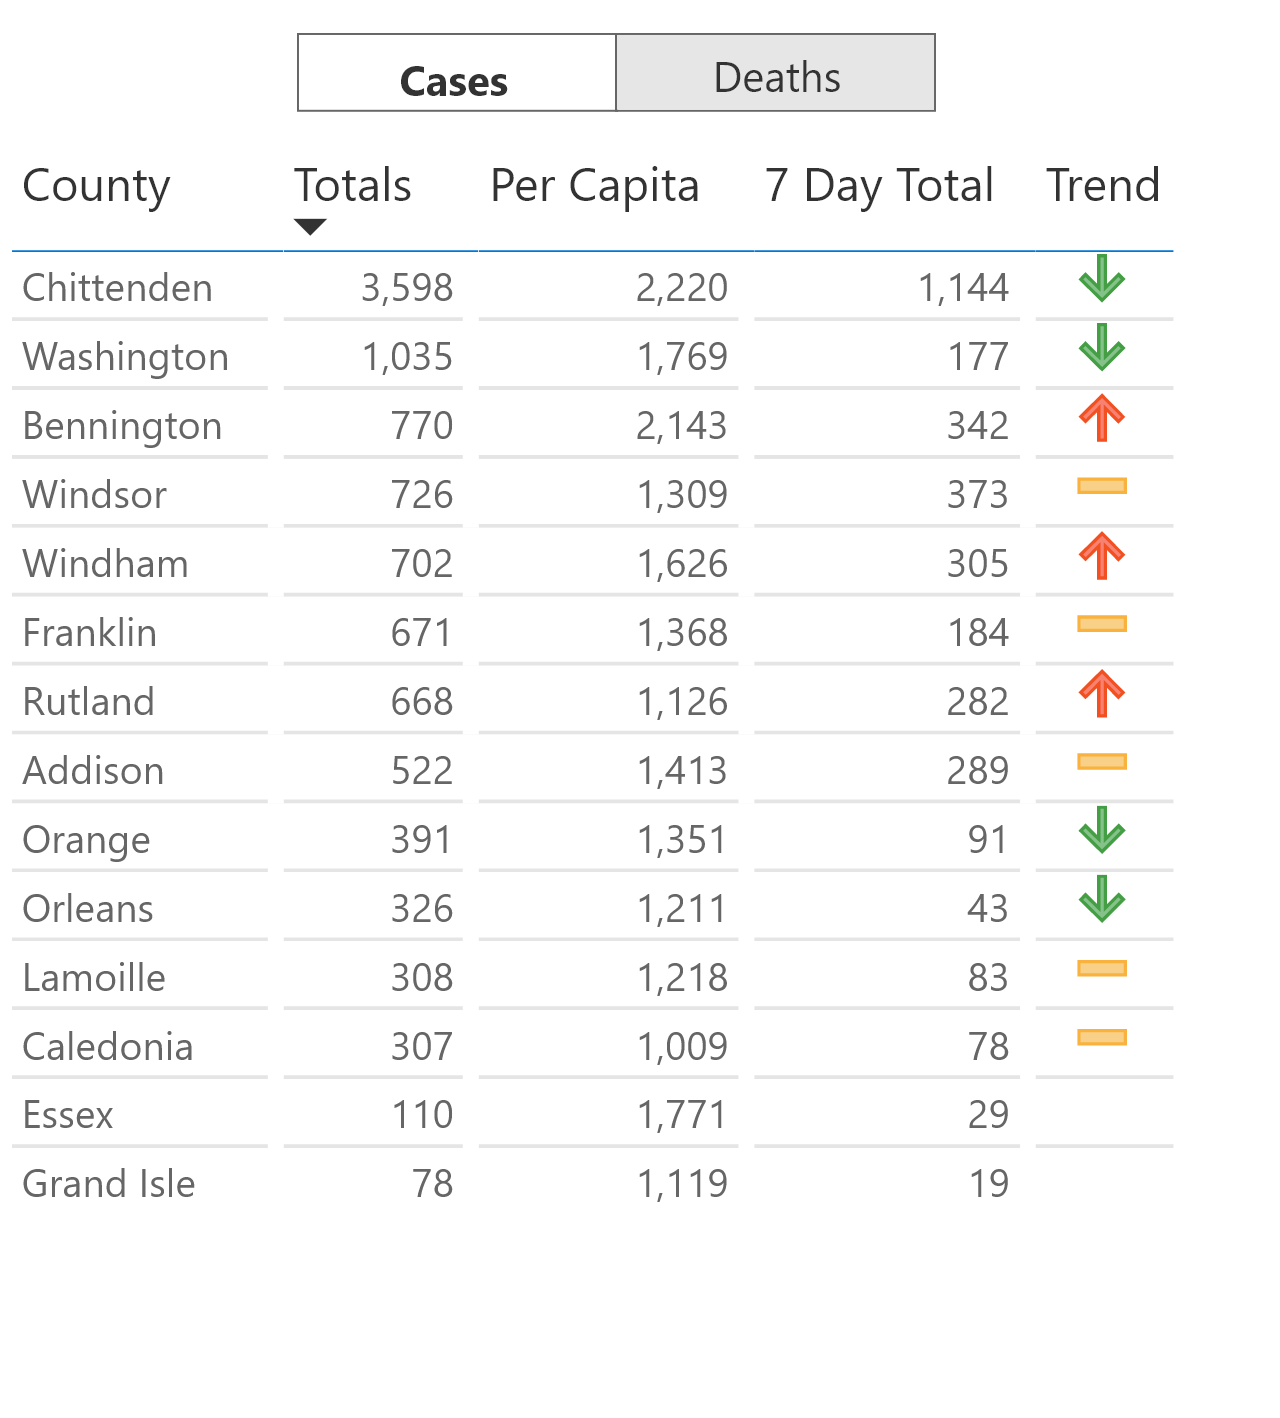 Cases Deaths
County Totals Per Capita 7 Day Total Trend
Chittenden 3,598 2,220 1,144
Washington 1,035 1,769 177
Bennington 770 2,143 342
Windsor 726 1,309 373
Windham 702 1,626 305
Franklin 671 1,368 184
Rutland 668 1,126 282
Addison 522 1,413 289
Orange 391 1,351 91
Orleans 326 1,211 43
Lamoille 308 1,218 83
Caledonia 307 1,009 78
Essex 110 1,771 29
Grand Isle 78 1,119 19